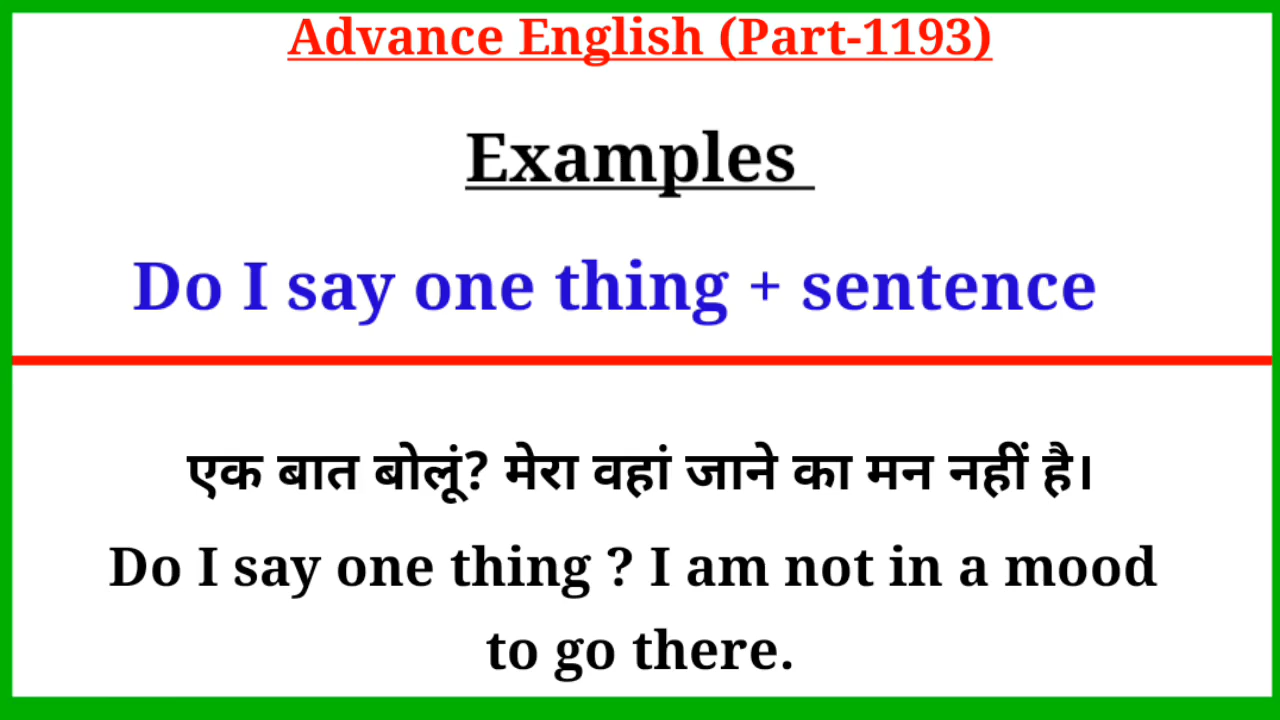 Advance English (Part-1193)
Examples
Do I say one thing + sentence
एक बात बोलूं? मेरा वहां जाने का मन नहीं है।
Do I say one thing ? I am not in a mood
to go there.